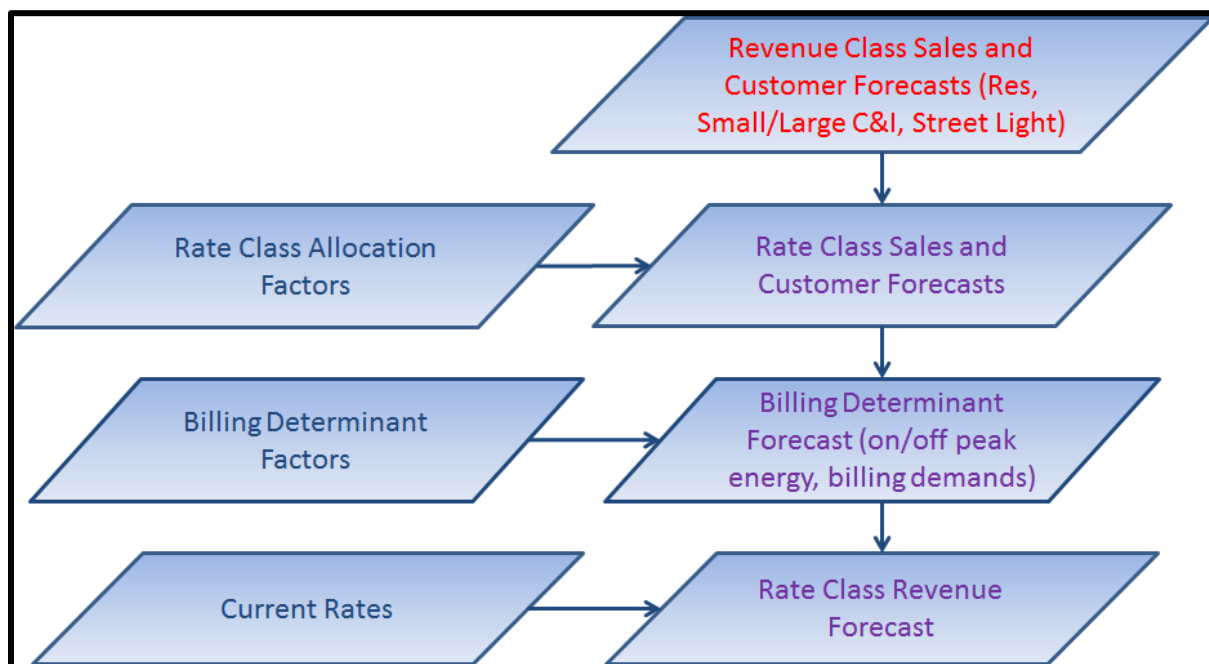 Revenue Class Sales and
Customer Forecasts (Res,
Small/Large C&I, Street Light)
Rate Class Allocation
Factors
Rate Class Sales and
Customer Forecasts
Billing Determinant
Factors
Billing Determinant
Forecast (on/off peak
energy, billing demands)
Current Rates
Rate Class Revenue
Forecast